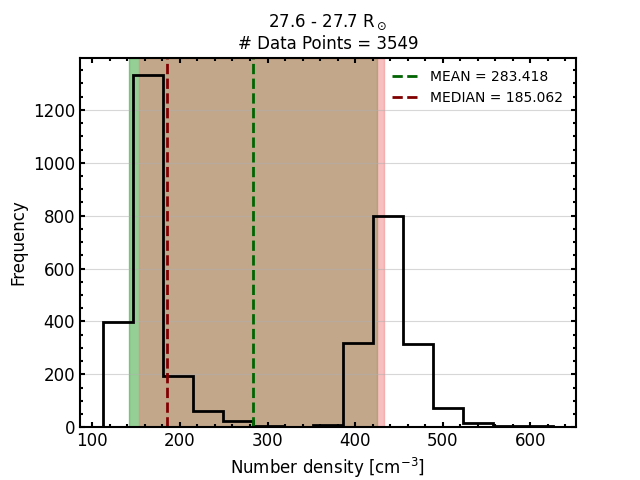 27.6 - 27.7 R⊙
# Data Points = 3549
MEAN = 283.418
MEDIAN = 185.062
Frequency
1200
1000
800
600
400
200
0
100 200 300 400 500 600
Number density [cm⁻³]